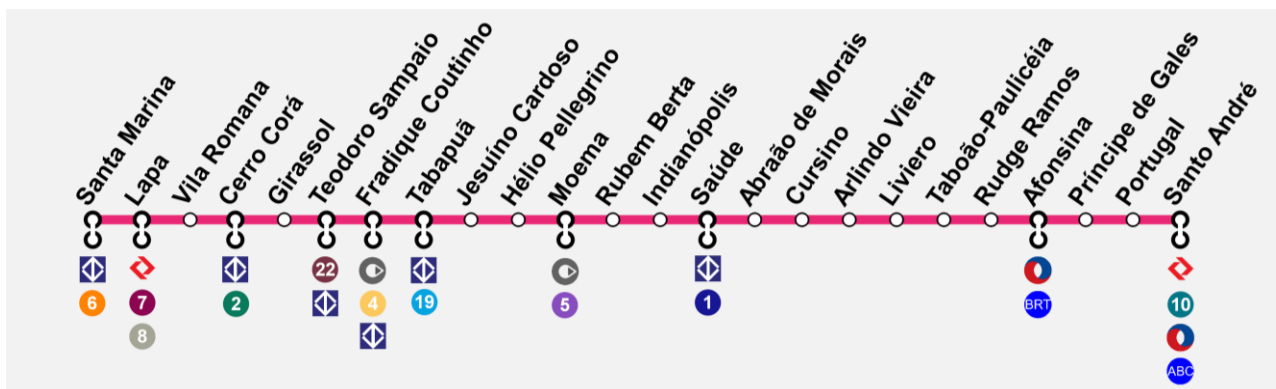 Santa Marina
Lapa
Vila Romana
Cerro Corá
Girassol
Teodoro Sampaio
Fradique Coutinho
Tabapuã
Jesuíno Cardoso
Hélio Pellegrino
Moema
Rubem Berta
Indianópolis
Saúde
Abraão de Morais
Cursino
Arlindo Vieira
Liviero
Taboão-Paulicéia
Rudge Ramos
Afonsina
Príncipe de Gales
Portugal
Santo André
6
7
8
2
22
4
19
5
1
BRT
10
ABC